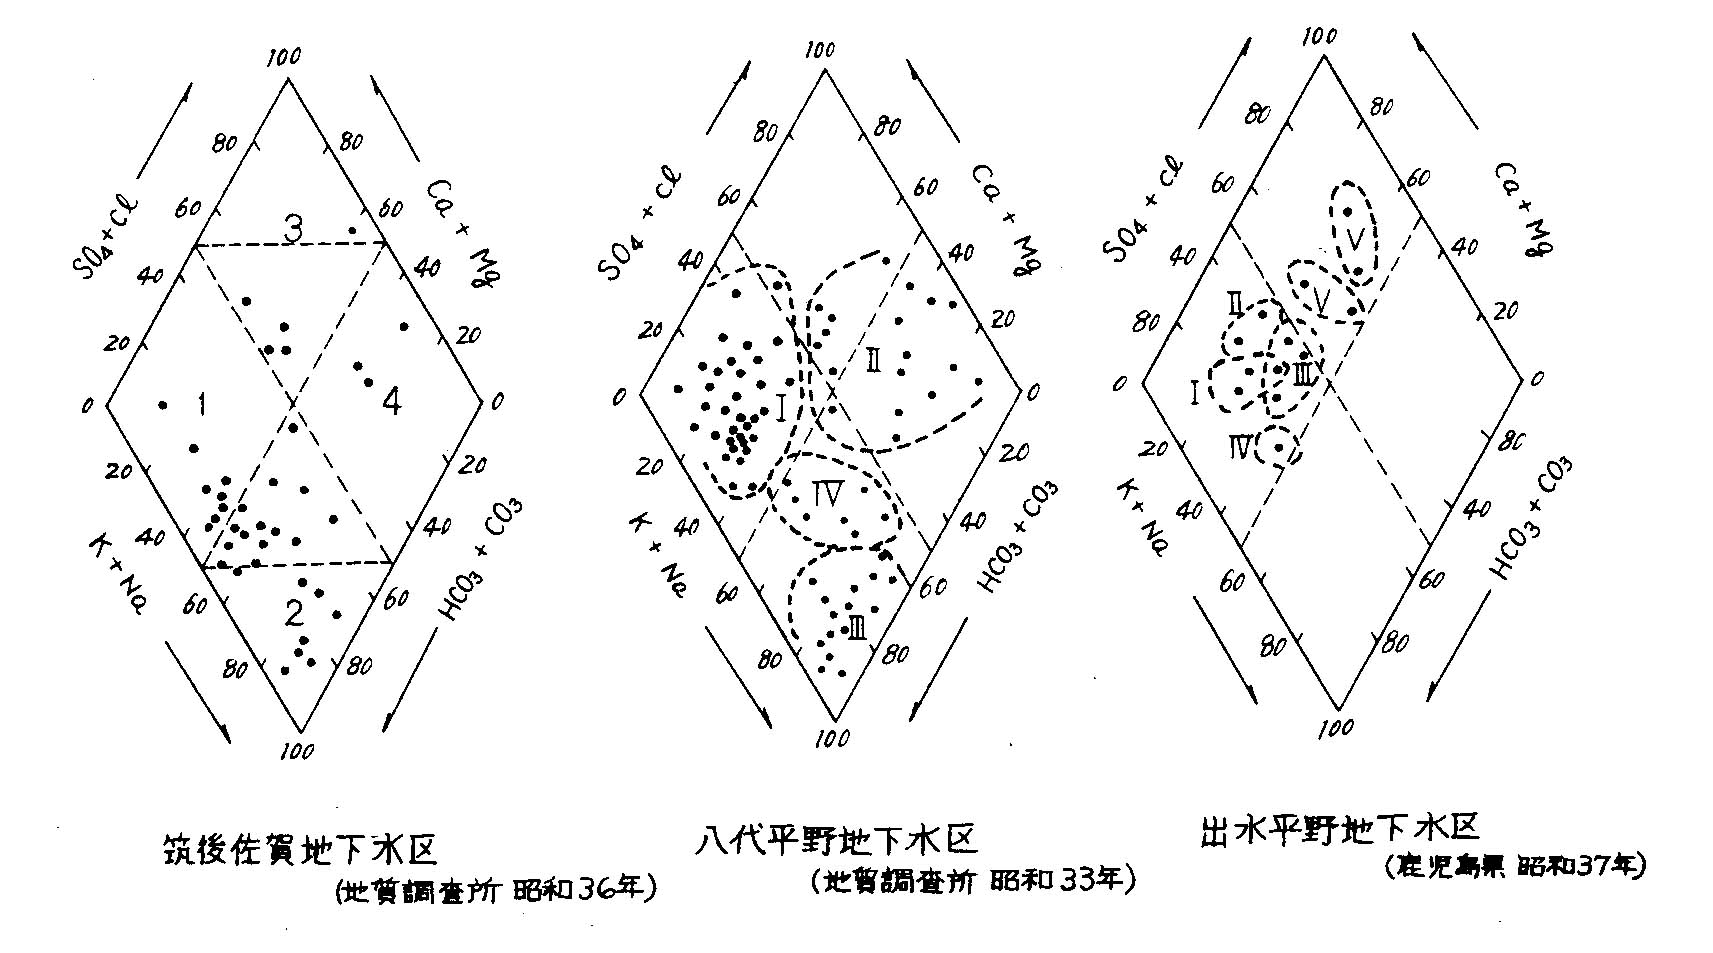 100
80
80
60
60
40
40
20
20
0
0
20
20
40
40
60
60
80
80
100
SO₄+Cl
Ca + Mg
K+Na
HCO₃ + CO₃
1
2
3
4
筑後佐賀地下水区
(地質調査所 昭和36年)
100
80
80
60
60
40
40
20
20
0
0
20
20
40
40
60
60
80
80
100
SO₄ + Cl
Ca + Mg
K+Na
HCO₃ + CO₃
I
II
IV
III
八代平野地下水区
(地質調査所 昭和33年)
100
80
80
60
60
40
40
80
20
0
0
20
80
40
40
60
60
80
80
100
SO₄ + Cl
Ca+Mg
K+Na
HCO₃ + CO₃
V
V
II
III
I
IV
出水平野地下水区
(鹿児島県 昭和37年)